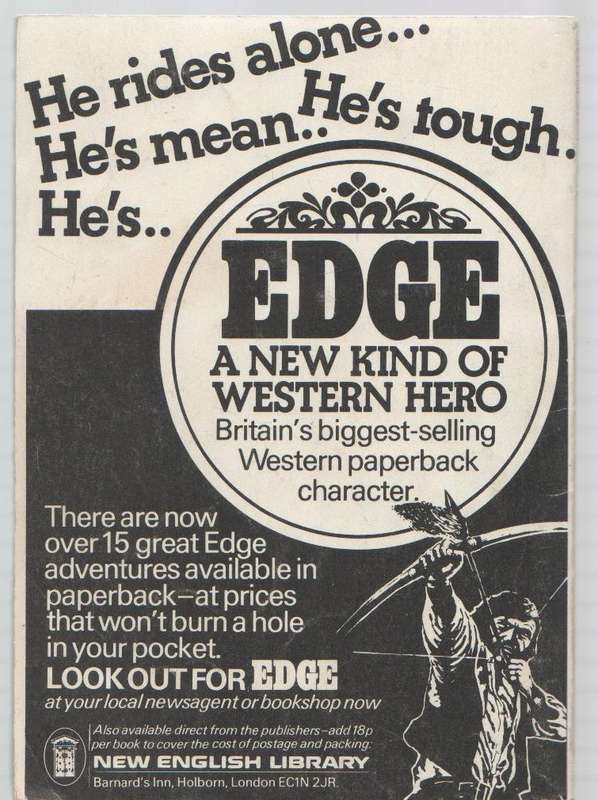 He rides alone...
He's mean.. He's tough.
He's..
EDGE
A NEW KIND OF
WESTERN HERO
Britain's biggest-selling
Western paperback
character.
There are now
over 15 great Edge
adventures available in
paperback—at prices
that won't burn a hole
in your pocket.
LOOK OUT FOR EDGE
at your local newsagent or bookshop now
Also available direct from the publishers—add 18p
per book to cover the cost of postage and packing:
NEW ENGLISH LIBRARY
Barnard's Inn, Holborn, London EC1N 2JR.